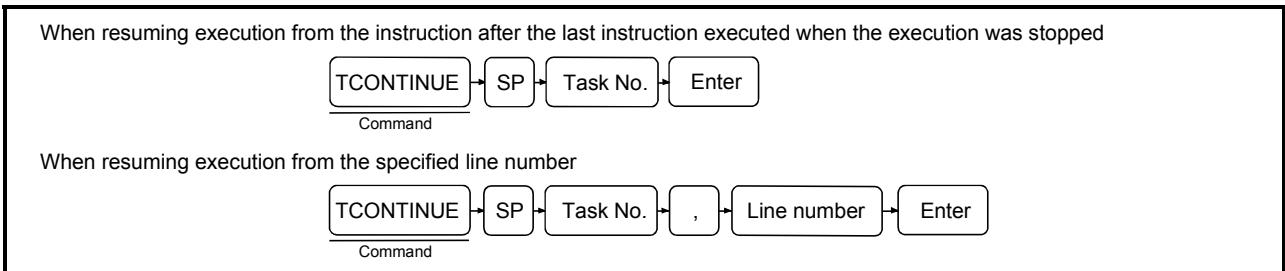 When resuming execution from the instruction after the last instruction executed when the execution was stopped
TCONTINUE SP Task No. Enter
Command
When resuming execution from the specified line number
TCONTINUE SP Task No. , Line number Enter
Command